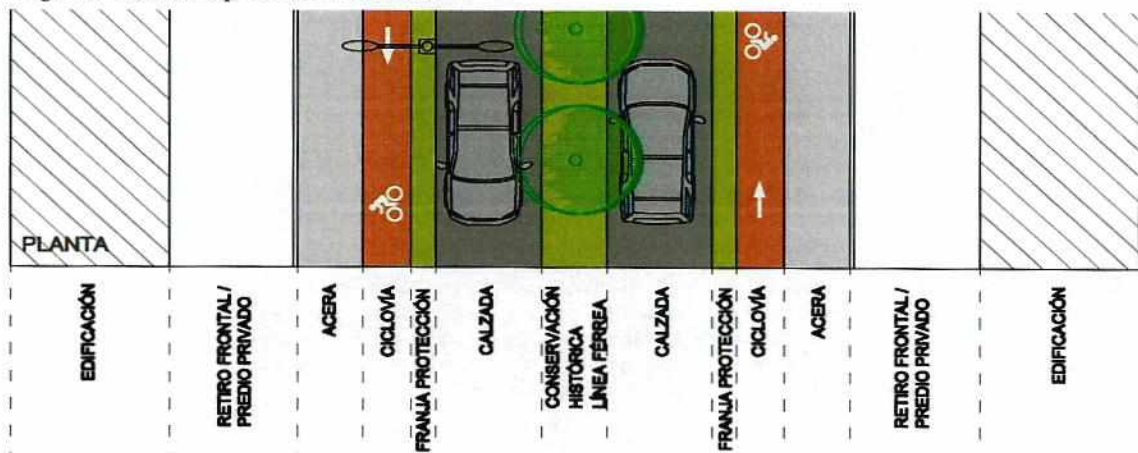 PLANTA
EDIFICACIÓN
RETIRO FRONTAL /
PREDIO PRIVADO
ACERA
CICLOVÍA
FRANJA PROTECCIÓN
CALZADA
CONSERVACIÓN
HISTÓRICA
LÍNEA FÉRREA
CALZADA
FRANJA PROTECCIÓN
CICLOVÍA
ACERA
RETIRO FRONTAL /
PREDIO PRIVADO
EDIFICACIÓN